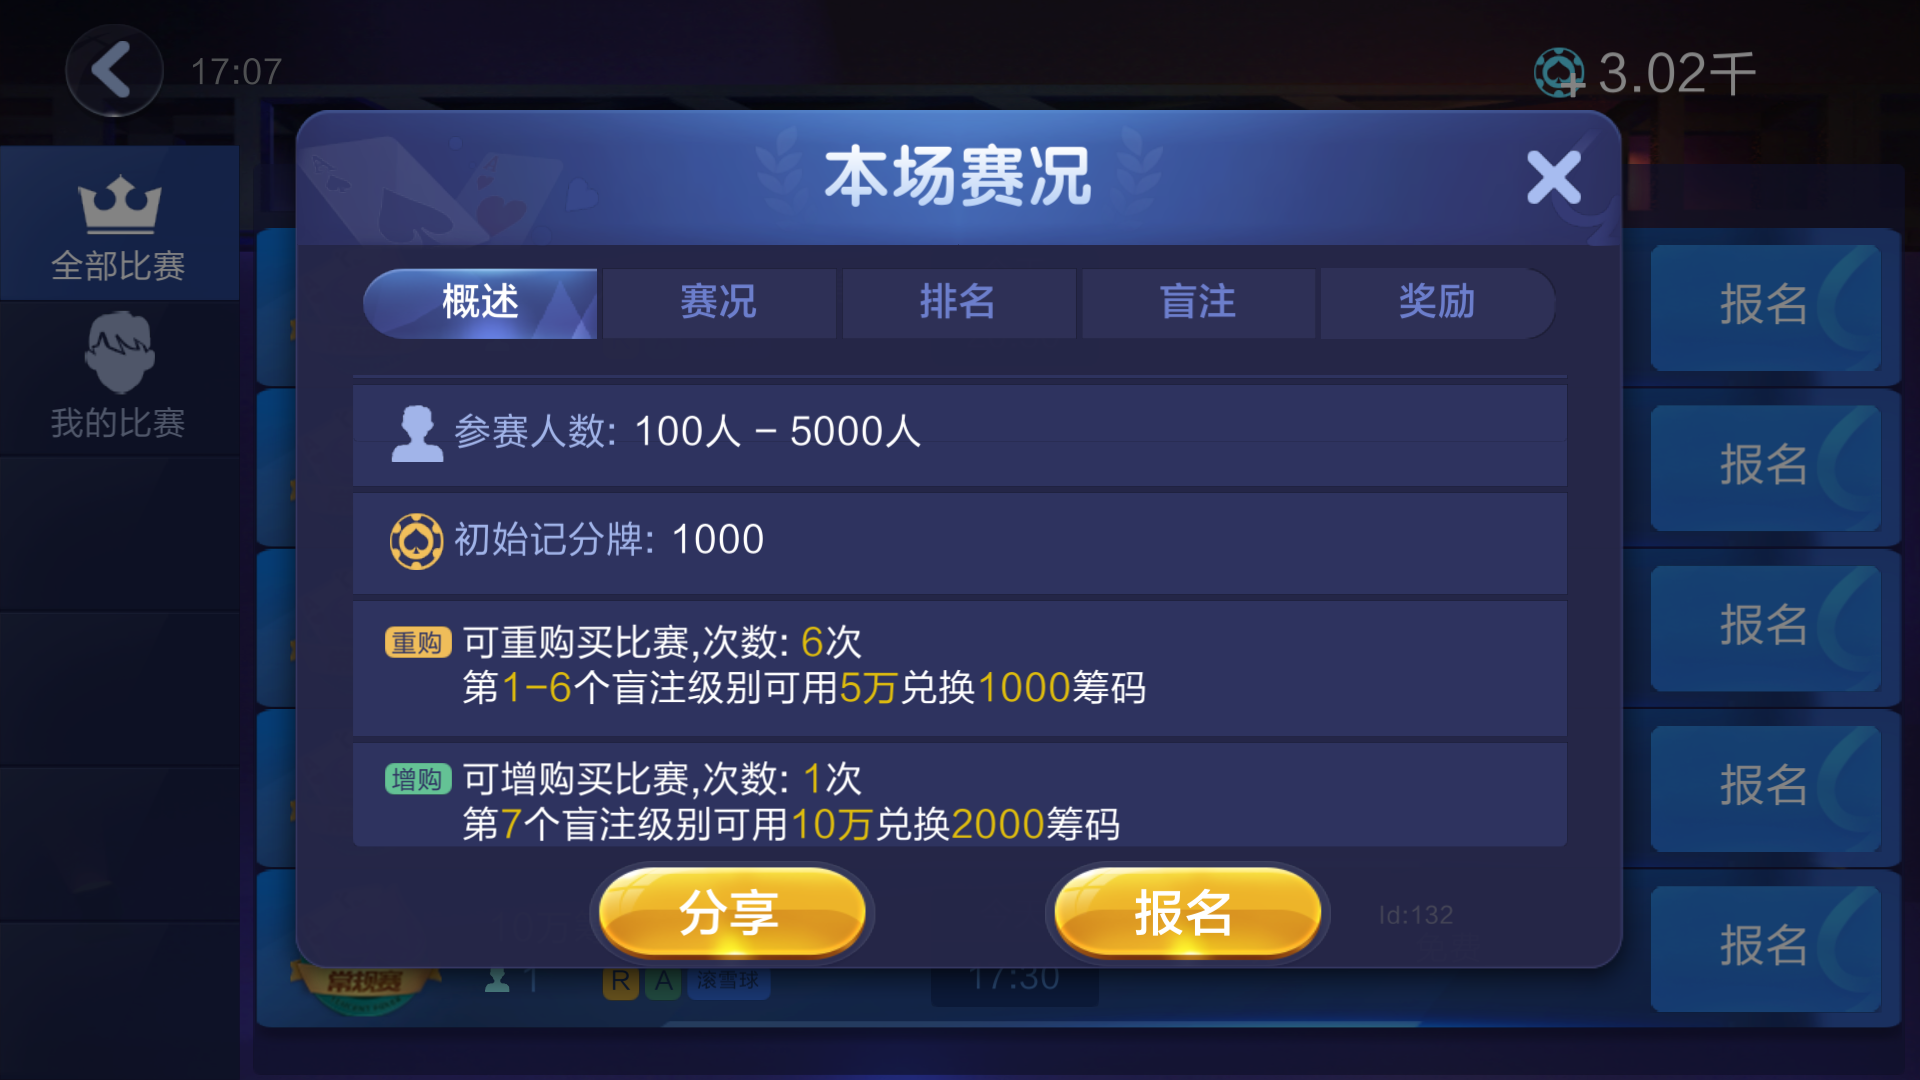 17:07
3.02千
本场赛况
全部比赛
我的比赛
概述
赛况
排名
盲注
奖励
参赛人数: 100人 - 5000人
初始记分牌: 1000
重购 可重购买比赛,次数: 6次
第1-6个盲注级别可用5万兑换1000筹码
增购 可增购买比赛,次数: 1次
第7个盲注级别可用10万兑换2000筹码
分享
报名
Id:132
报名
报名
报名
报名
报名
常规赛
1
R A 滚雪球
17:30